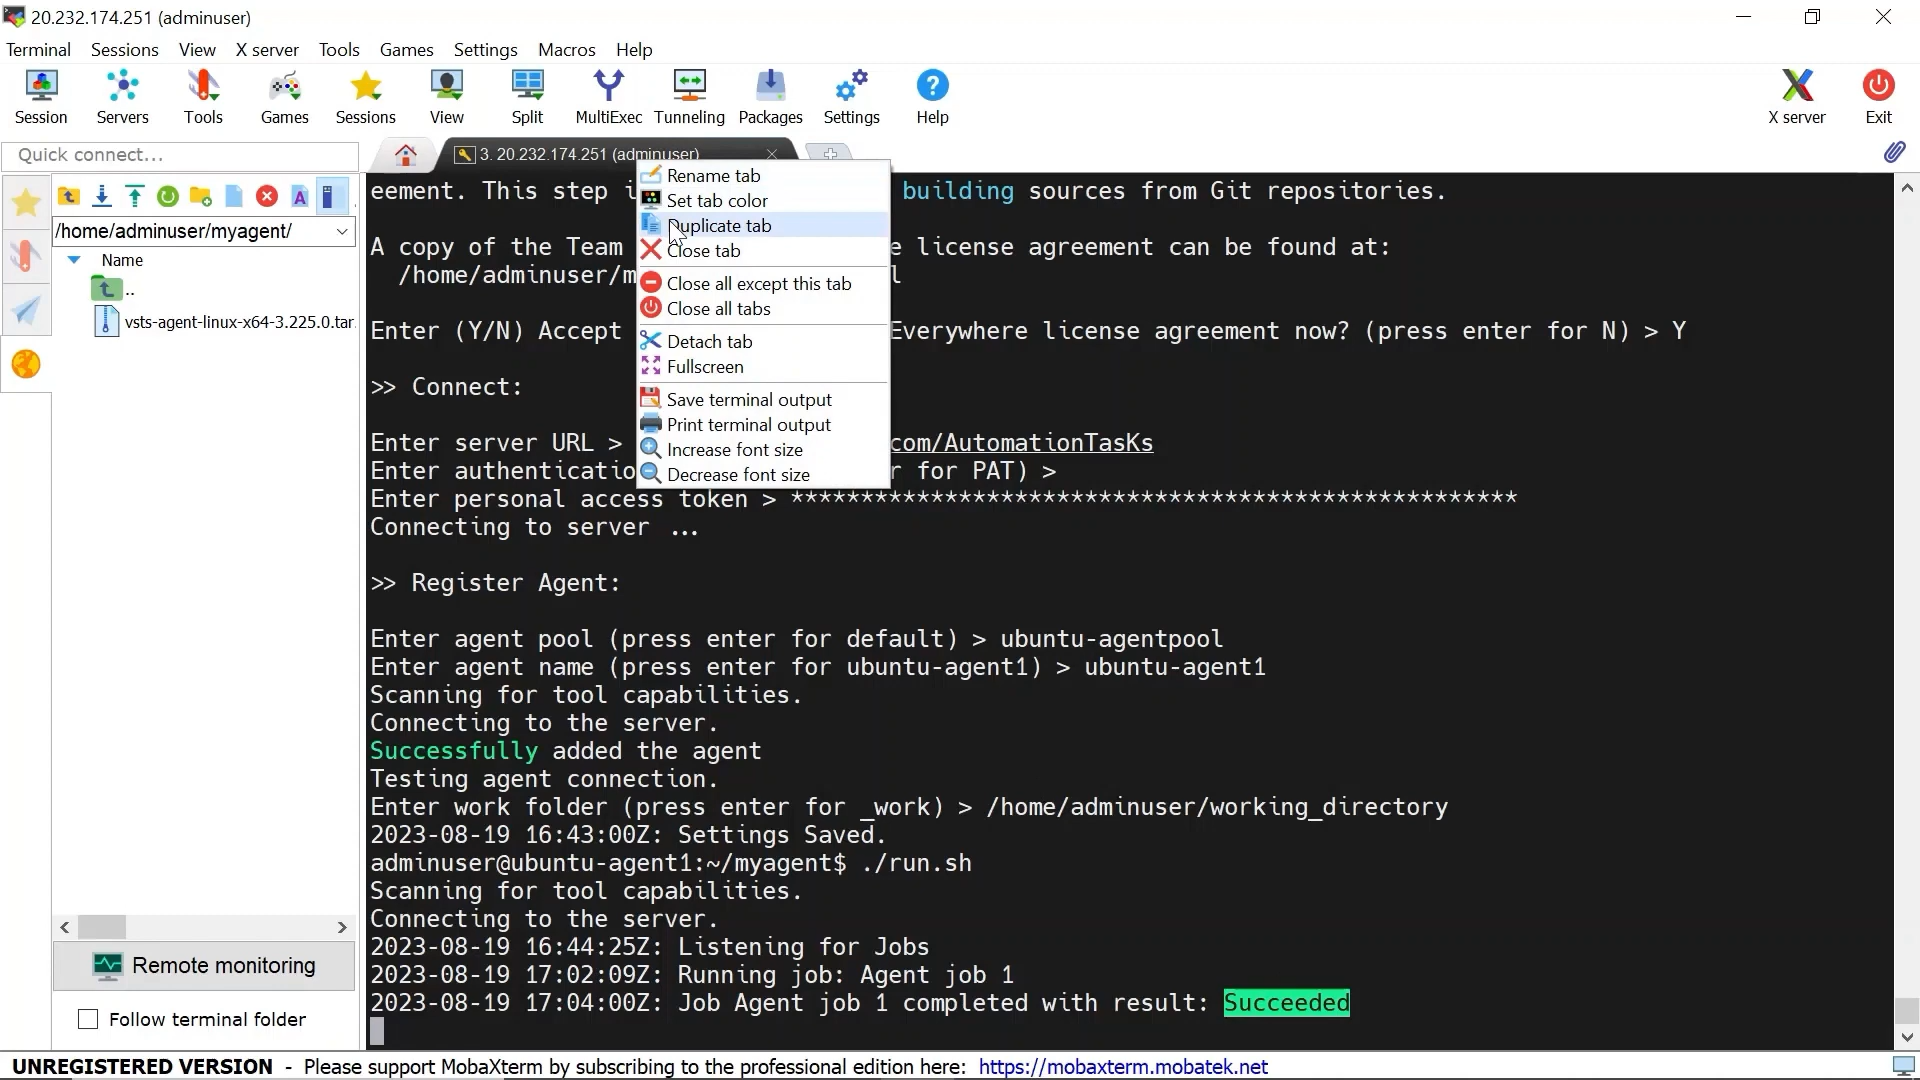 20.232.174.251 (adminuser)
Terminal Sessions View X server Tools Games Settings Macros Help
Session Servers Tools Games Sessions View Split MultiExec Tunneling Packages Settings Help X server Exit
Quick connect...
3. 20.232.174.251 (adminuser)
/home/adminuser/myagent/
Name
..
vsts-agent-linux-x64-3.225.0.tar.
Remote monitoring
Follow terminal folder
Rename tab
Set tab color
Duplicate tab
Close tab
Close all except this tab
Close all tabs
Detach tab
Fullscreen
Save terminal output
Print terminal output
Increase font size
Decrease font size
eement. This step i building sources from Git repositories.
A copy of the Team e license agreement can be found at:
/home/adminuser/m l
Enter (Y/N) Accept Everywhere license agreement now? (press enter for N) > Y
>> Connect:
Enter server URL > com/AutomationTasKs
Enter authenticatio r for PAT) >
Enter personal access token > ****************************************************
Connecting to server ...
>> Register Agent:
Enter agent pool (press enter for default) > ubuntu-agentpool
Enter agent name (press enter for ubuntu-agent1) > ubuntu-agent1
Scanning for tool capabilities.
Connecting to the server.
Successfully added the agent
Testing agent connection.
Enter work folder (press enter for _work) > /home/adminuser/working_directory
2023-08-19 16:43:00Z: Settings Saved.
adminuser@ubuntu-agent1:~/myagent$ ./run.sh
Scanning for tool capabilities.
Connecting to the server.
2023-08-19 16:44:25Z: Listening for Jobs
2023-08-19 17:02:09Z: Running job: Agent job 1
2023-08-19 17:04:00Z: Job Agent job 1 completed with result: Succeeded
UNREGISTERED VERSION - Please support MobaXterm by subscribing to the professional edition here: https://mobaxterm.mobatek.net